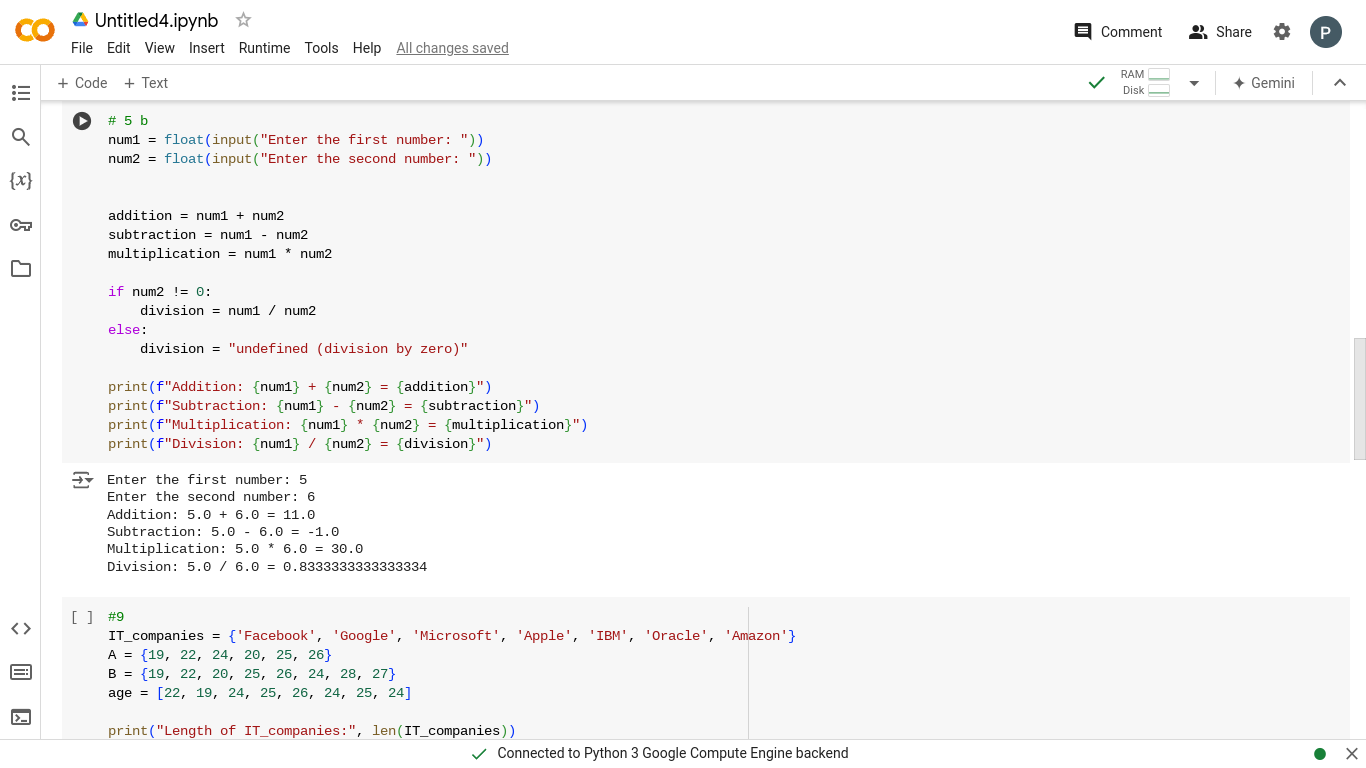 Untitled4.ipynb
Comment
Share
P
File Edit View Insert Runtime Tools Help All changes saved
+ Code + Text
RAM
Disk
Gemini
{x}
# 5 b
num1 = float(input("Enter the first number: "))
num2 = float(input("Enter the second number: "))
addition = num1 + num2
subtraction = num1 - num2
multiplication = num1 * num2
if num2 != 0:
    division = num1 / num2
else:
    division = "undefined (division by zero)"
print(f"Addition: {num1} + {num2} = {addition}")
print(f"Subtraction: {num1} - {num2} = {subtraction}")
print(f"Multiplication: {num1} * {num2} = {multiplication}")
print(f"Division: {num1} / {num2} = {division}")
Enter the first number: 5
Enter the second number: 6
Addition: 5.0 + 6.0 = 11.0
Subtraction: 5.0 - 6.0 = -1.0
Multiplication: 5.0 * 6.0 = 30.0
Division: 5.0 / 6.0 = 0.8333333333333334
[ ] #9
IT_companies = {'Facebook', 'Google', 'Microsoft', 'Apple', 'IBM', 'Oracle', 'Amazon'}
A = {19, 22, 24, 20, 25, 26}
B = {19, 22, 20, 25, 26, 24, 28, 27}
age = [22, 19, 24, 25, 26, 24, 25, 24]
print("Length of IT_companies:", len(IT_companies))
Connected to Python 3 Google Compute Engine backend